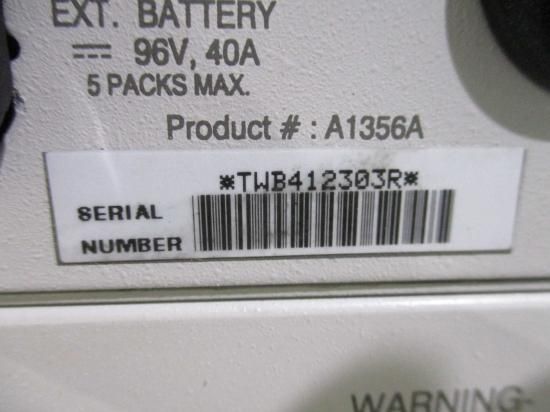 EXT. BATTERY
⎓ 96V, 40A
5 PACKS MAX.
Product # : A1356A
*TWB412303R*
SERIAL
NUMBER
WARNING-